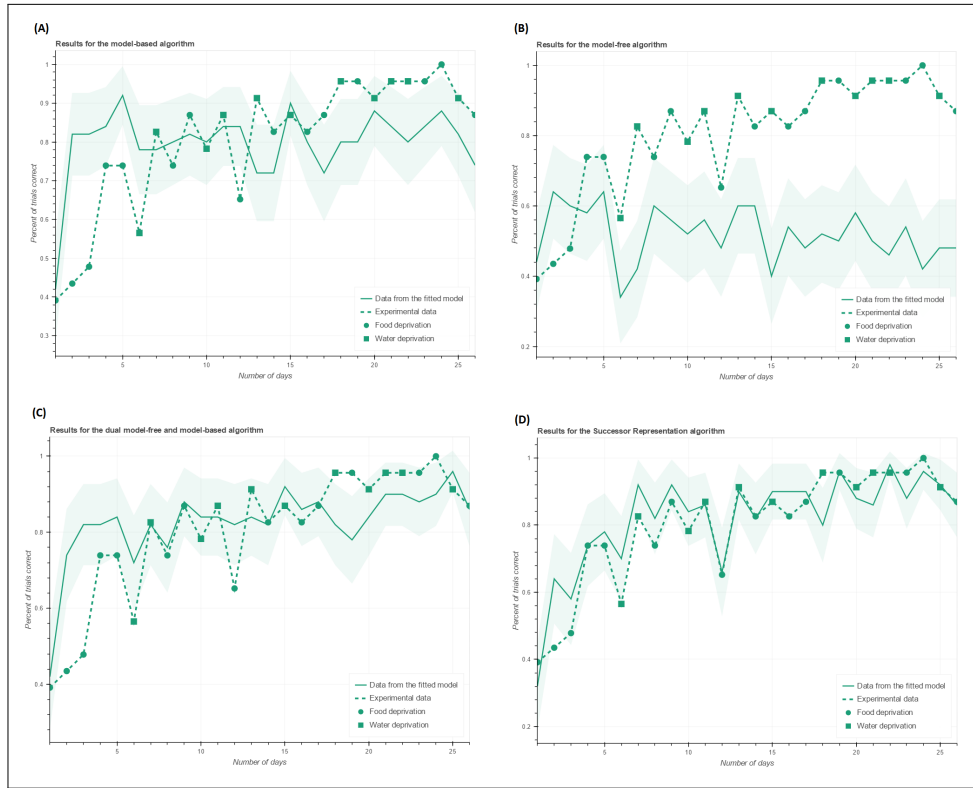 (A)
Results for the model-based algorithm
1
0.9
0.8
0.7
0.6
0.5
0.4
0.3
Percent of trials correct
5
10
15
20
25
Number of days
Data from the fitted model
Experimental data
Food deprivation
Water deprivation
(B)
Results for the model-free algorithm
1
0.8
0.6
0.4
0.2
Percent of trials correct
5
10
15
20
25
Number of days
Data from the fitted model
Experimental data
Food deprivation
Water deprivation
(C)
Results for the dual model-free and model-based algorithm
1
0.8
0.6
0.4
Percent of trials correct
5
10
15
20
25
Number of days
Data from the fitted model
Experimental data
Food deprivation
Water deprivation
(D)
Results for the Successor Representation algorithm
1
0.8
0.6
0.4
0.2
Percent of trials correct
5
10
15
20
25
Number of days
Data from the fitted model
Experimental data
Food deprivation
Water deprivation